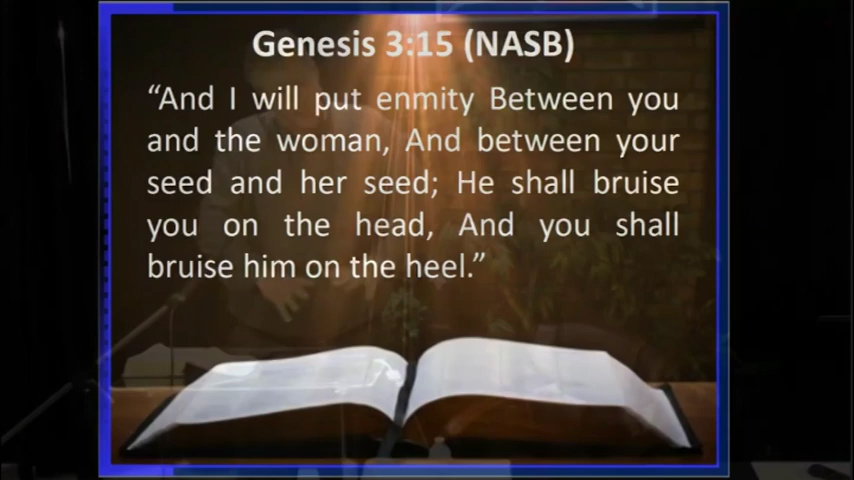 Genesis 3:15 (NASB)
“And I will put enmity Between you
and the woman, And between your
seed and her seed; He shall bruise
you on the head, And you shall
bruise him on the heel.”